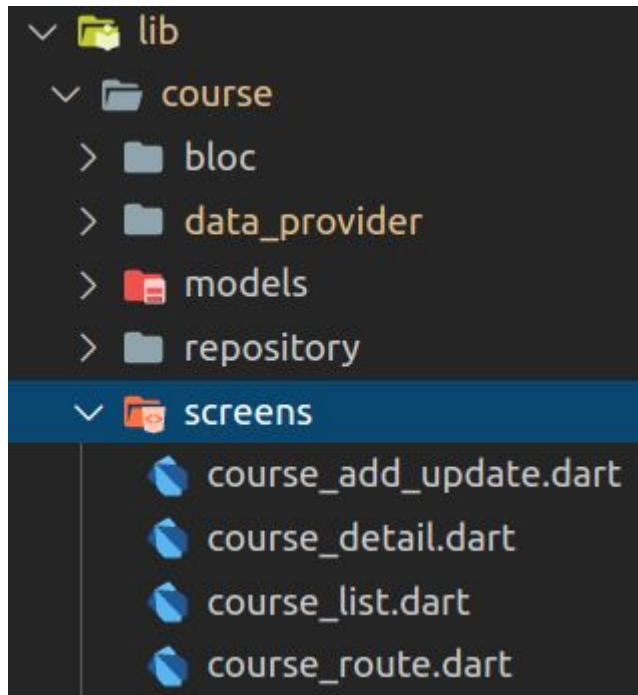 lib
course
bloc
data_provider
models
repository
screens
course_add_update.dart
course_detail.dart
course_list.dart
course_route.dart